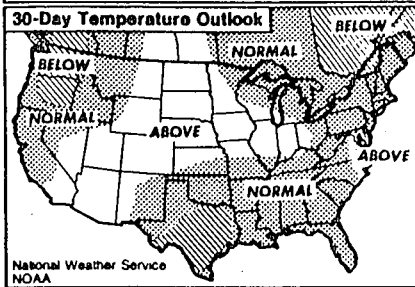 30-Day Temperature Outlook
BELOW
NORMAL
BELOW
NORMAL
ABOVE
ABOVE
NORMAL
National Weather Service
NOAA